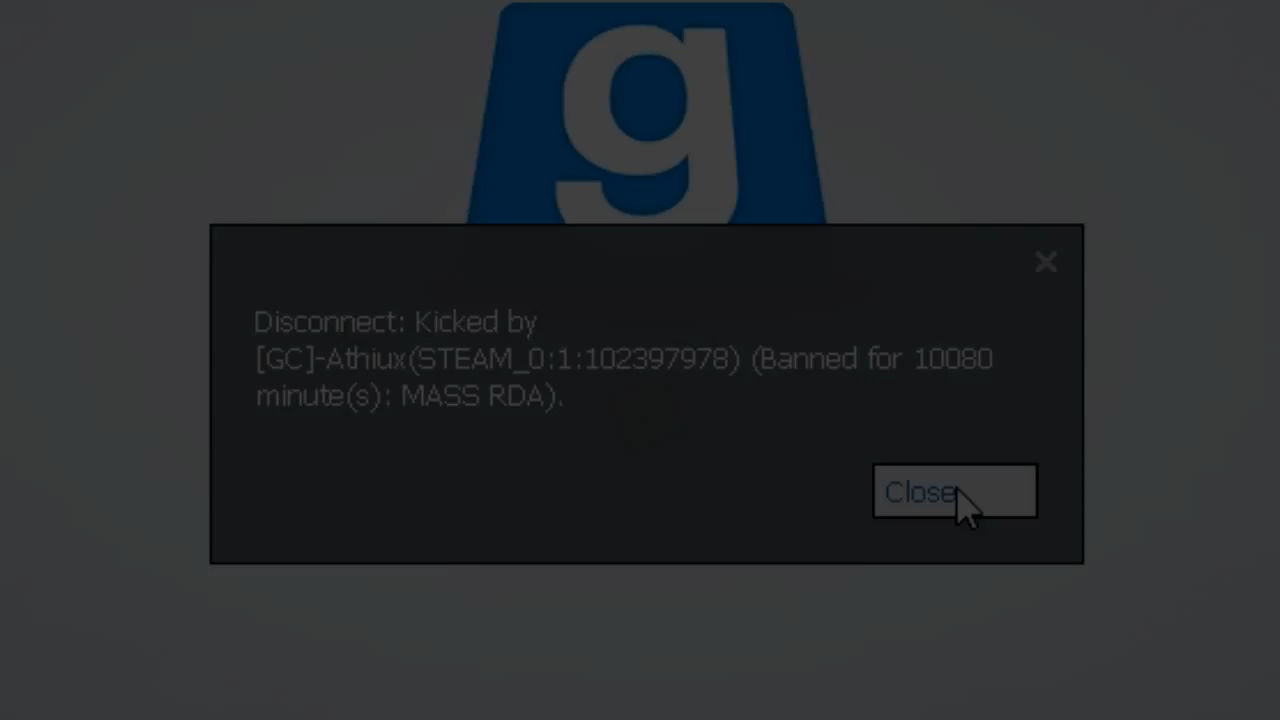 g
Disconnect: Kicked by
[GC]-Athiux(STEAM_0:1:102397978) (Banned for 10080
minute(s): MASS RDA).
Close